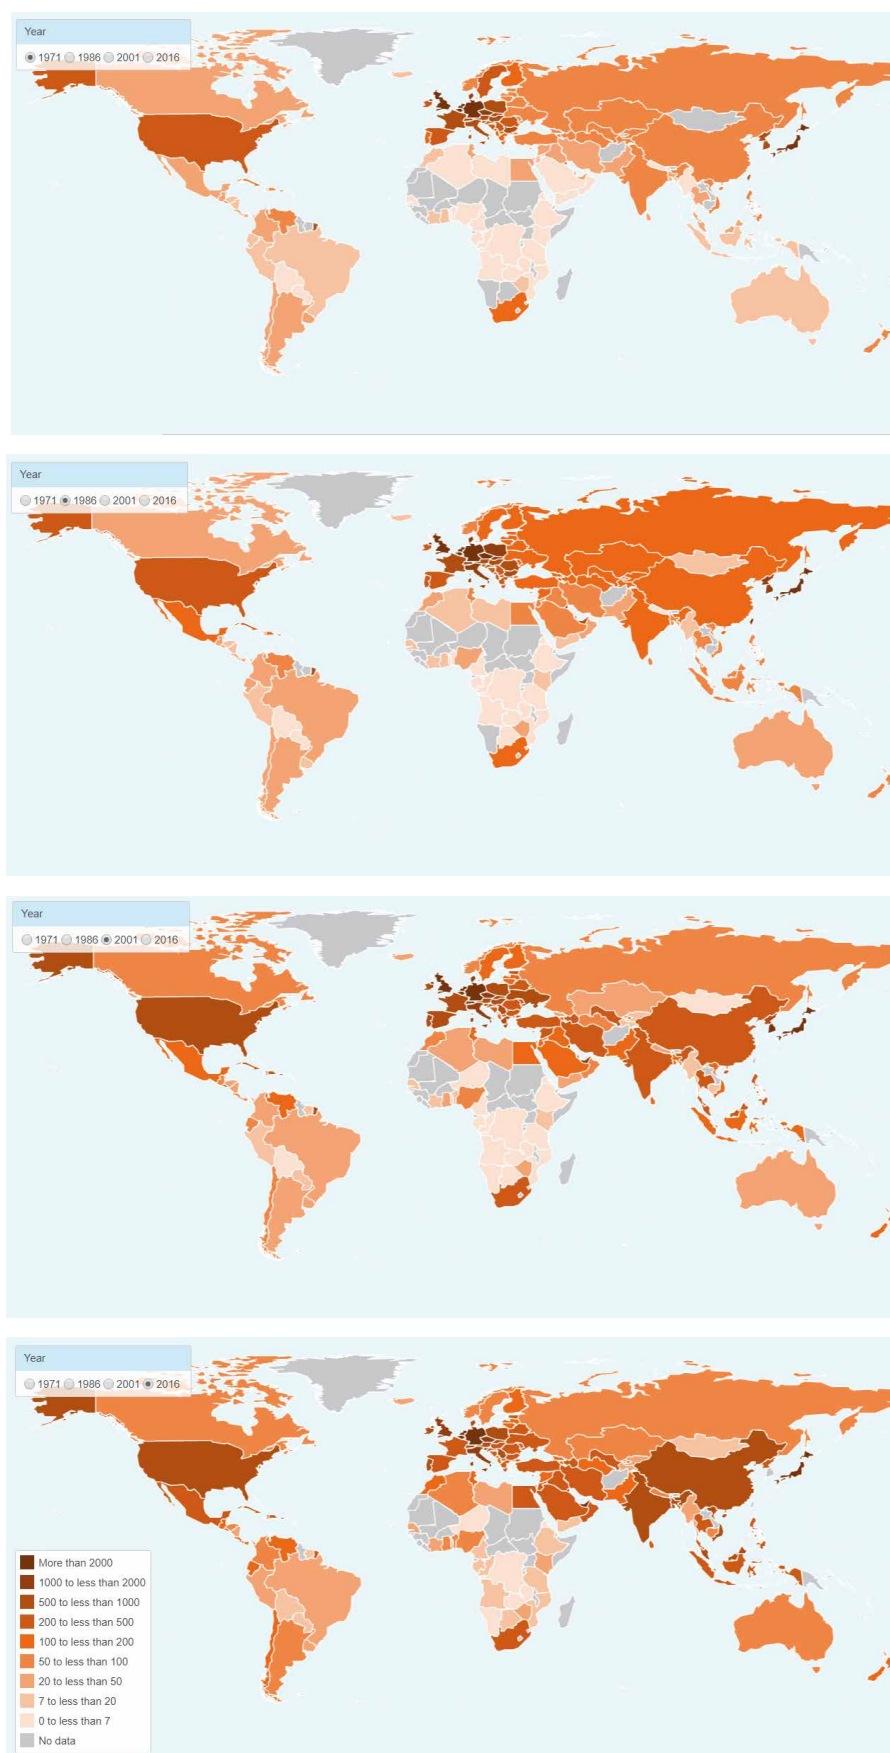 Year
1971 1986 2001 2016
Year
1971 1986 2001 2016
Year
1971 1986 2001 2016
Year
1971 1986 2001 2016
More than 2000
1000 to less than 2000
500 to less than 1000
200 to less than 500
100 to less than 200
50 to less than 100
20 to less than 50
7 to less than 20
0 to less than 7
No data